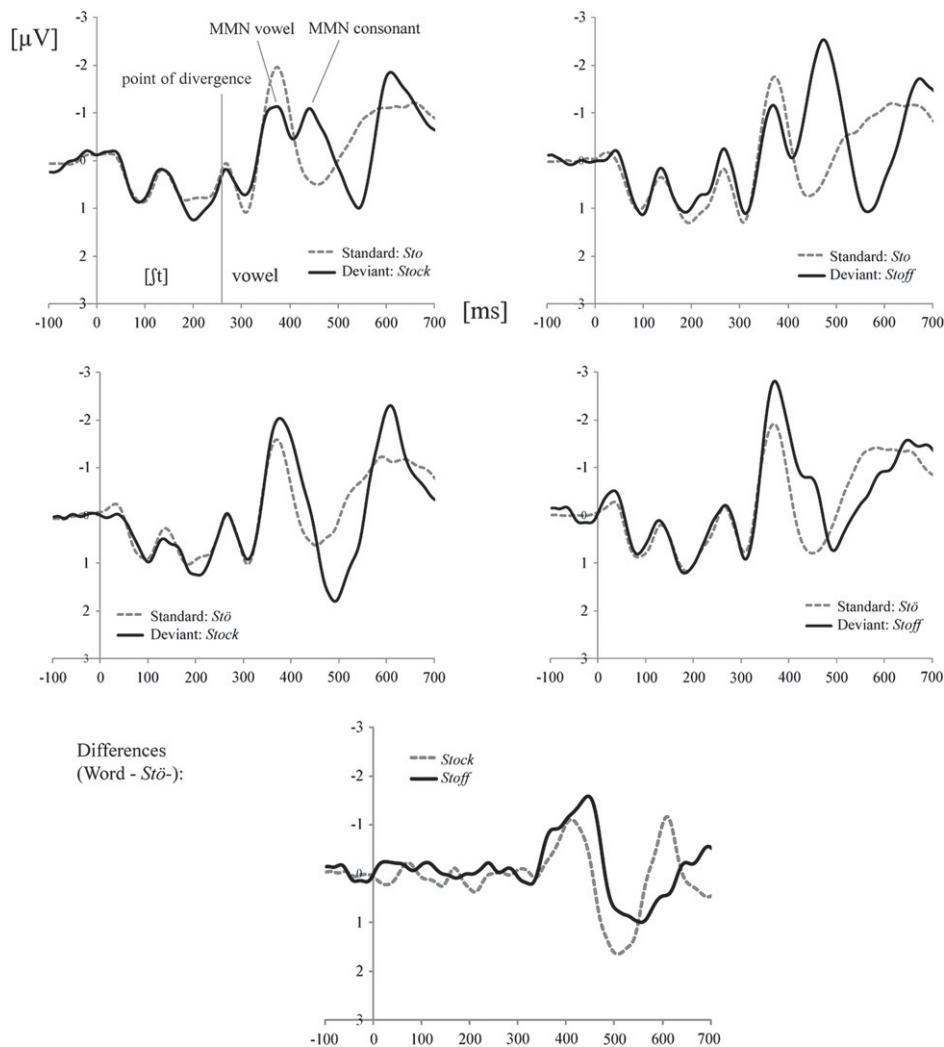 [μV]
-3
-2
-1
0
1
2
3
MMN vowel
MMN consonant
point of divergence
[ʃt]
vowel
Standard: Sto
Deviant: Stock
-100 0 100 200 300 400 500 600 700
-3
-2
-1
0
1
2
3
Standard: Sto
Deviant: Stoff
-100 0 100 200 300 400 500 600 700
[ms]
-3
-2
-1
0
1
2
3
Standard: Stö
Deviant: Stock
-100 0 100 200 300 400 500 600 700
-3
-2
-1
0
1
2
3
Standard: Stö
Deviant: Stoff
-100 0 100 200 300 400 500 600 700
Differences
(Word - Stö-):
-3
-2
-1
0
1
2
3
Stock
Stoff
-100 0 100 200 300 400 500 600 700